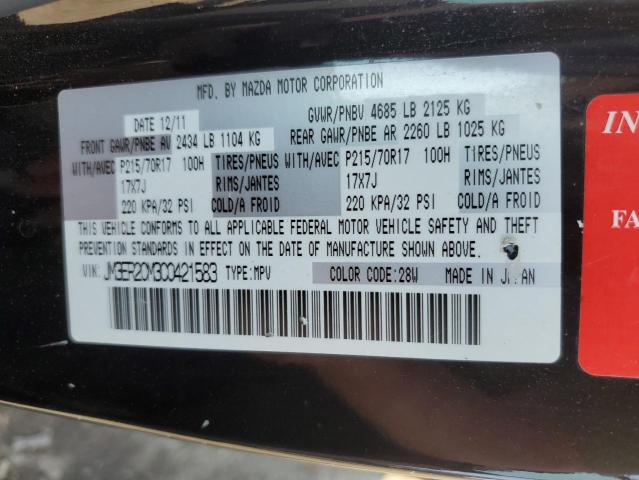 MFD. BY MAZDA MOTOR CORPORATION
DATE 12/11 GVWR/PNBV 4685 LB 2125 KG
FRONT GAWR/PNBE AV 2434 LB 1104 KG REAR GAWR/PNBE AR 2260 LB 1025 KG
WITH/AVEC P215/70R17 100H TIRES/PNEUS WITH/AVEC P215/70R17 100H TIRES/PNEUS
17X7J RIMS/JANTES 17X7J RIMS/JANTES
220 KPA/32 PSI COLD/A FROID 220 KPA/32 PSI COLD/A FROID
THIS VEHICLE CONFORMS TO ALL APPLICABLE FEDERAL MOTOR VEHICLE SAFETY AND THEFT
PREVENTION STANDARDS IN EFFECT ON THE DATE OF MANUFACTURE SHOWN ABOVE.
VIN: JM3ER2CM3C0421583 TYPE:MPV COLOR CODE:28W MADE IN
IN
FA